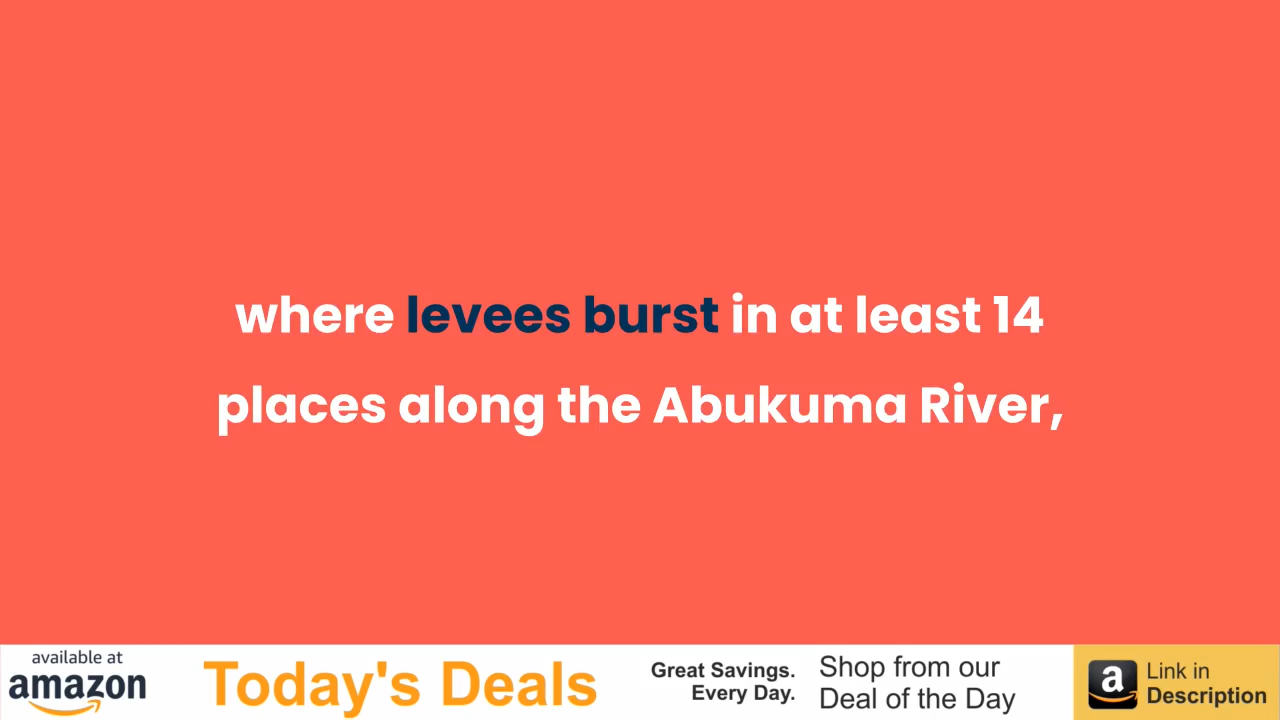 where levees burst in at least 14
places along the Abukuma River,
available at
amazon
Today's Deals
Great Savings.
Every Day.
Shop from our
Deal of the Day
a
Link in
Description